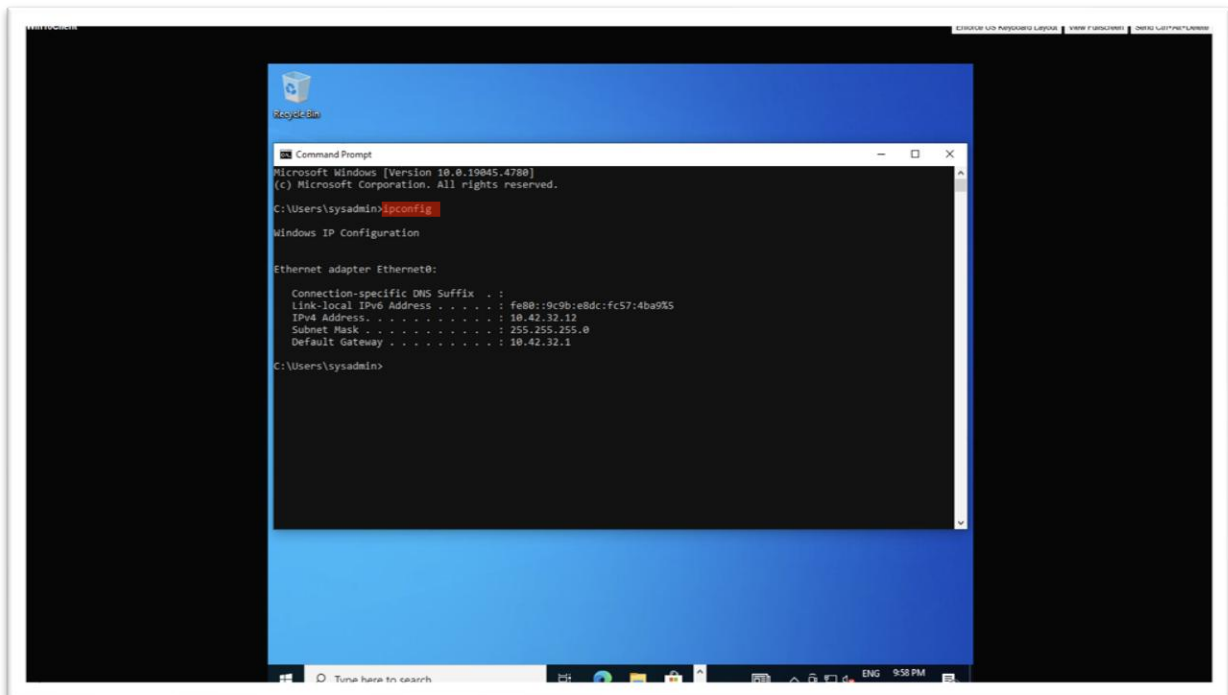 Win10Client
Enforce US Keyboard Layout View Fullscreen Send Ctrl+Alt+Delete
Recycle Bin
Command Prompt
Microsoft Windows [Version 10.0.19045.4780]
(c) Microsoft Corporation. All rights reserved.
C:\Users\sysadmin>ipconfig
Windows IP Configuration
Ethernet adapter Ethernet0:
Connection-specific DNS Suffix . :
Link-local IPv6 Address . . . . . : fe80::9c9b:e8dc:fc57:4ba9%5
IPv4 Address. . . . . . . . . . . : 10.42.32.12
Subnet Mask . . . . . . . . . . . : 255.255.255.0
Default Gateway . . . . . . . . . : 10.42.32.1
C:\Users\sysadmin>
Type here to search
ENG 9:58 PM